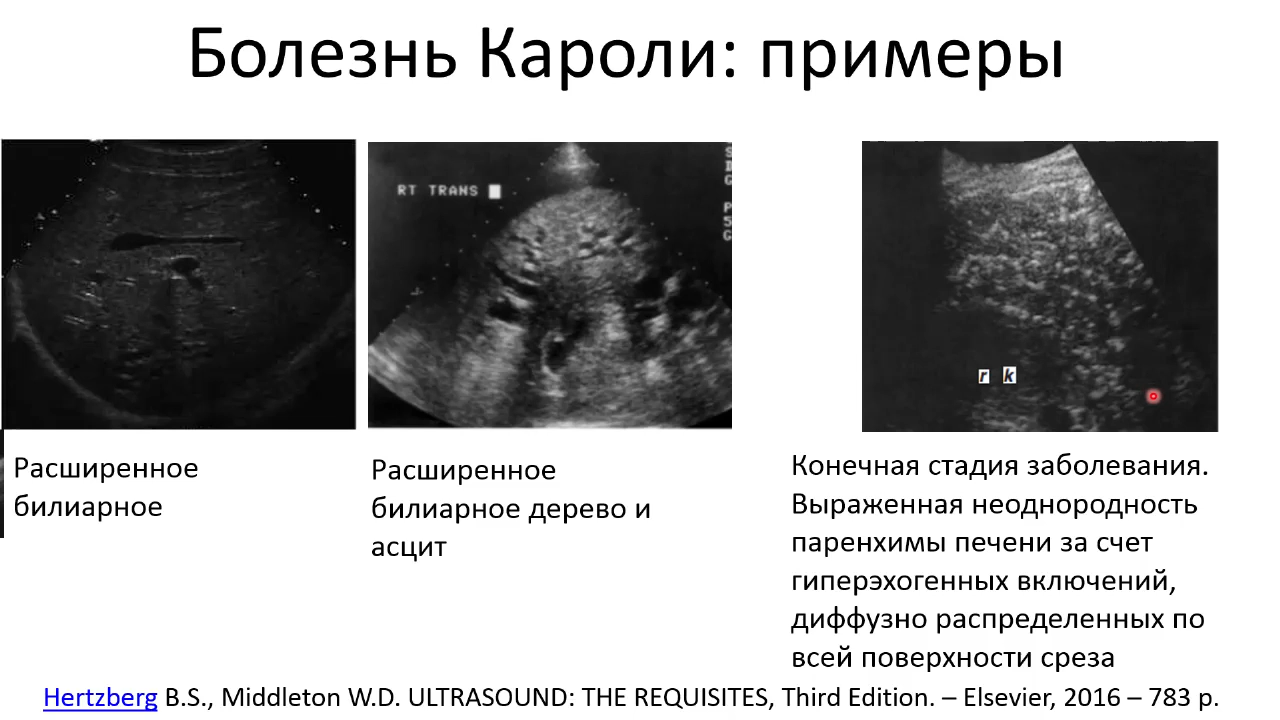 Болезнь Кароли: примеры
RT TRANS
r k
Расширенное
билиарное
Расширенное
билиарное дерево и
асцит
Конечная стадия заболевания.
Выраженная неоднородность
паренхимы печени за счет
гиперэхогенных включений,
диффузно распределенных по
всей поверхности среза
Hertzberg B.S., Middleton W.D. ULTRASOUND: THE REQUISITES, Third Edition. – Elsevier, 2016 – 783 p.